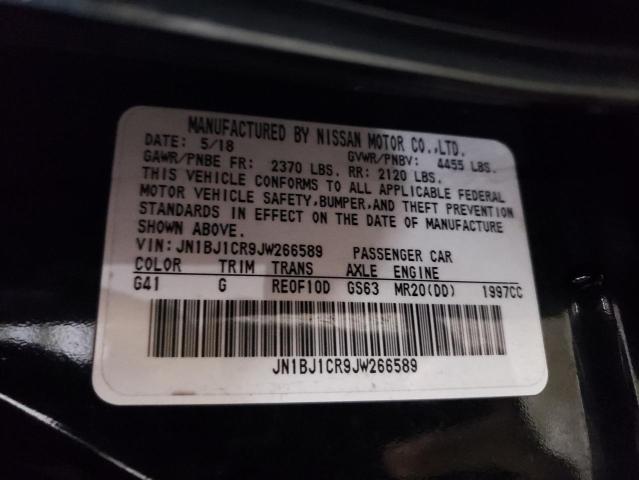 MANUFACTURED BY NISSAN MOTOR CO.,LTD.
DATE: 5/18 GVWR/PNBV: 4455 LBS.
GAWR/PNBE FR: 2370 LBS. RR: 2120 LBS.
THIS VEHICLE CONFORMS TO ALL APPLICABLE FEDERAL
MOTOR VEHICLE SAFETY,BUMPER,AND THEFT PREVENTION
STANDARDS IN EFFECT ON THE DATE OF MANUFACTURE
SHOWN ABOVE.
VIN:JN1BJ1CR9JW266589 PASSENGER CAR
COLOR TRIM TRANS AXLE ENGINE
G41 G RE0F10D GS63 MR20(DD) 1997CC
JN1BJ1CR9JW266589